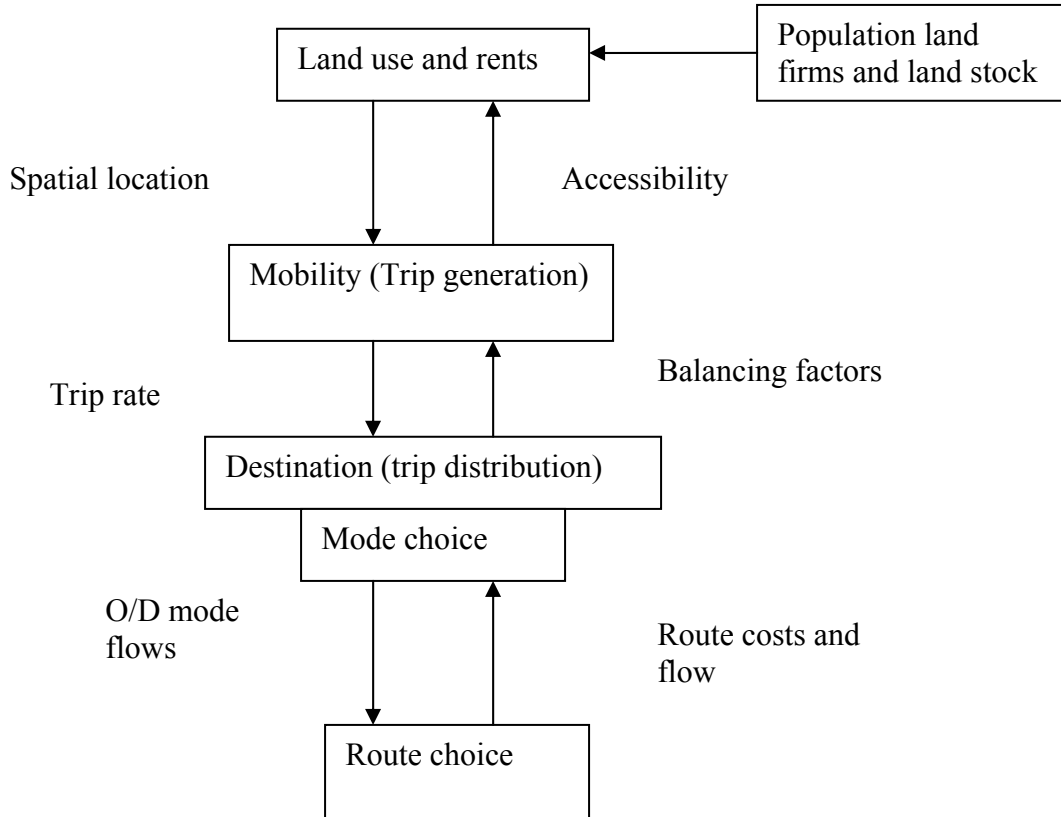 Land use and rents
Population land
firms and land stock
Spatial location
Accessibility
Mobility (Trip generation)
Trip rate
Balancing factors
Destination (trip distribution)
Mode choice
O/D mode
flows
Route costs and
flow
Route choice